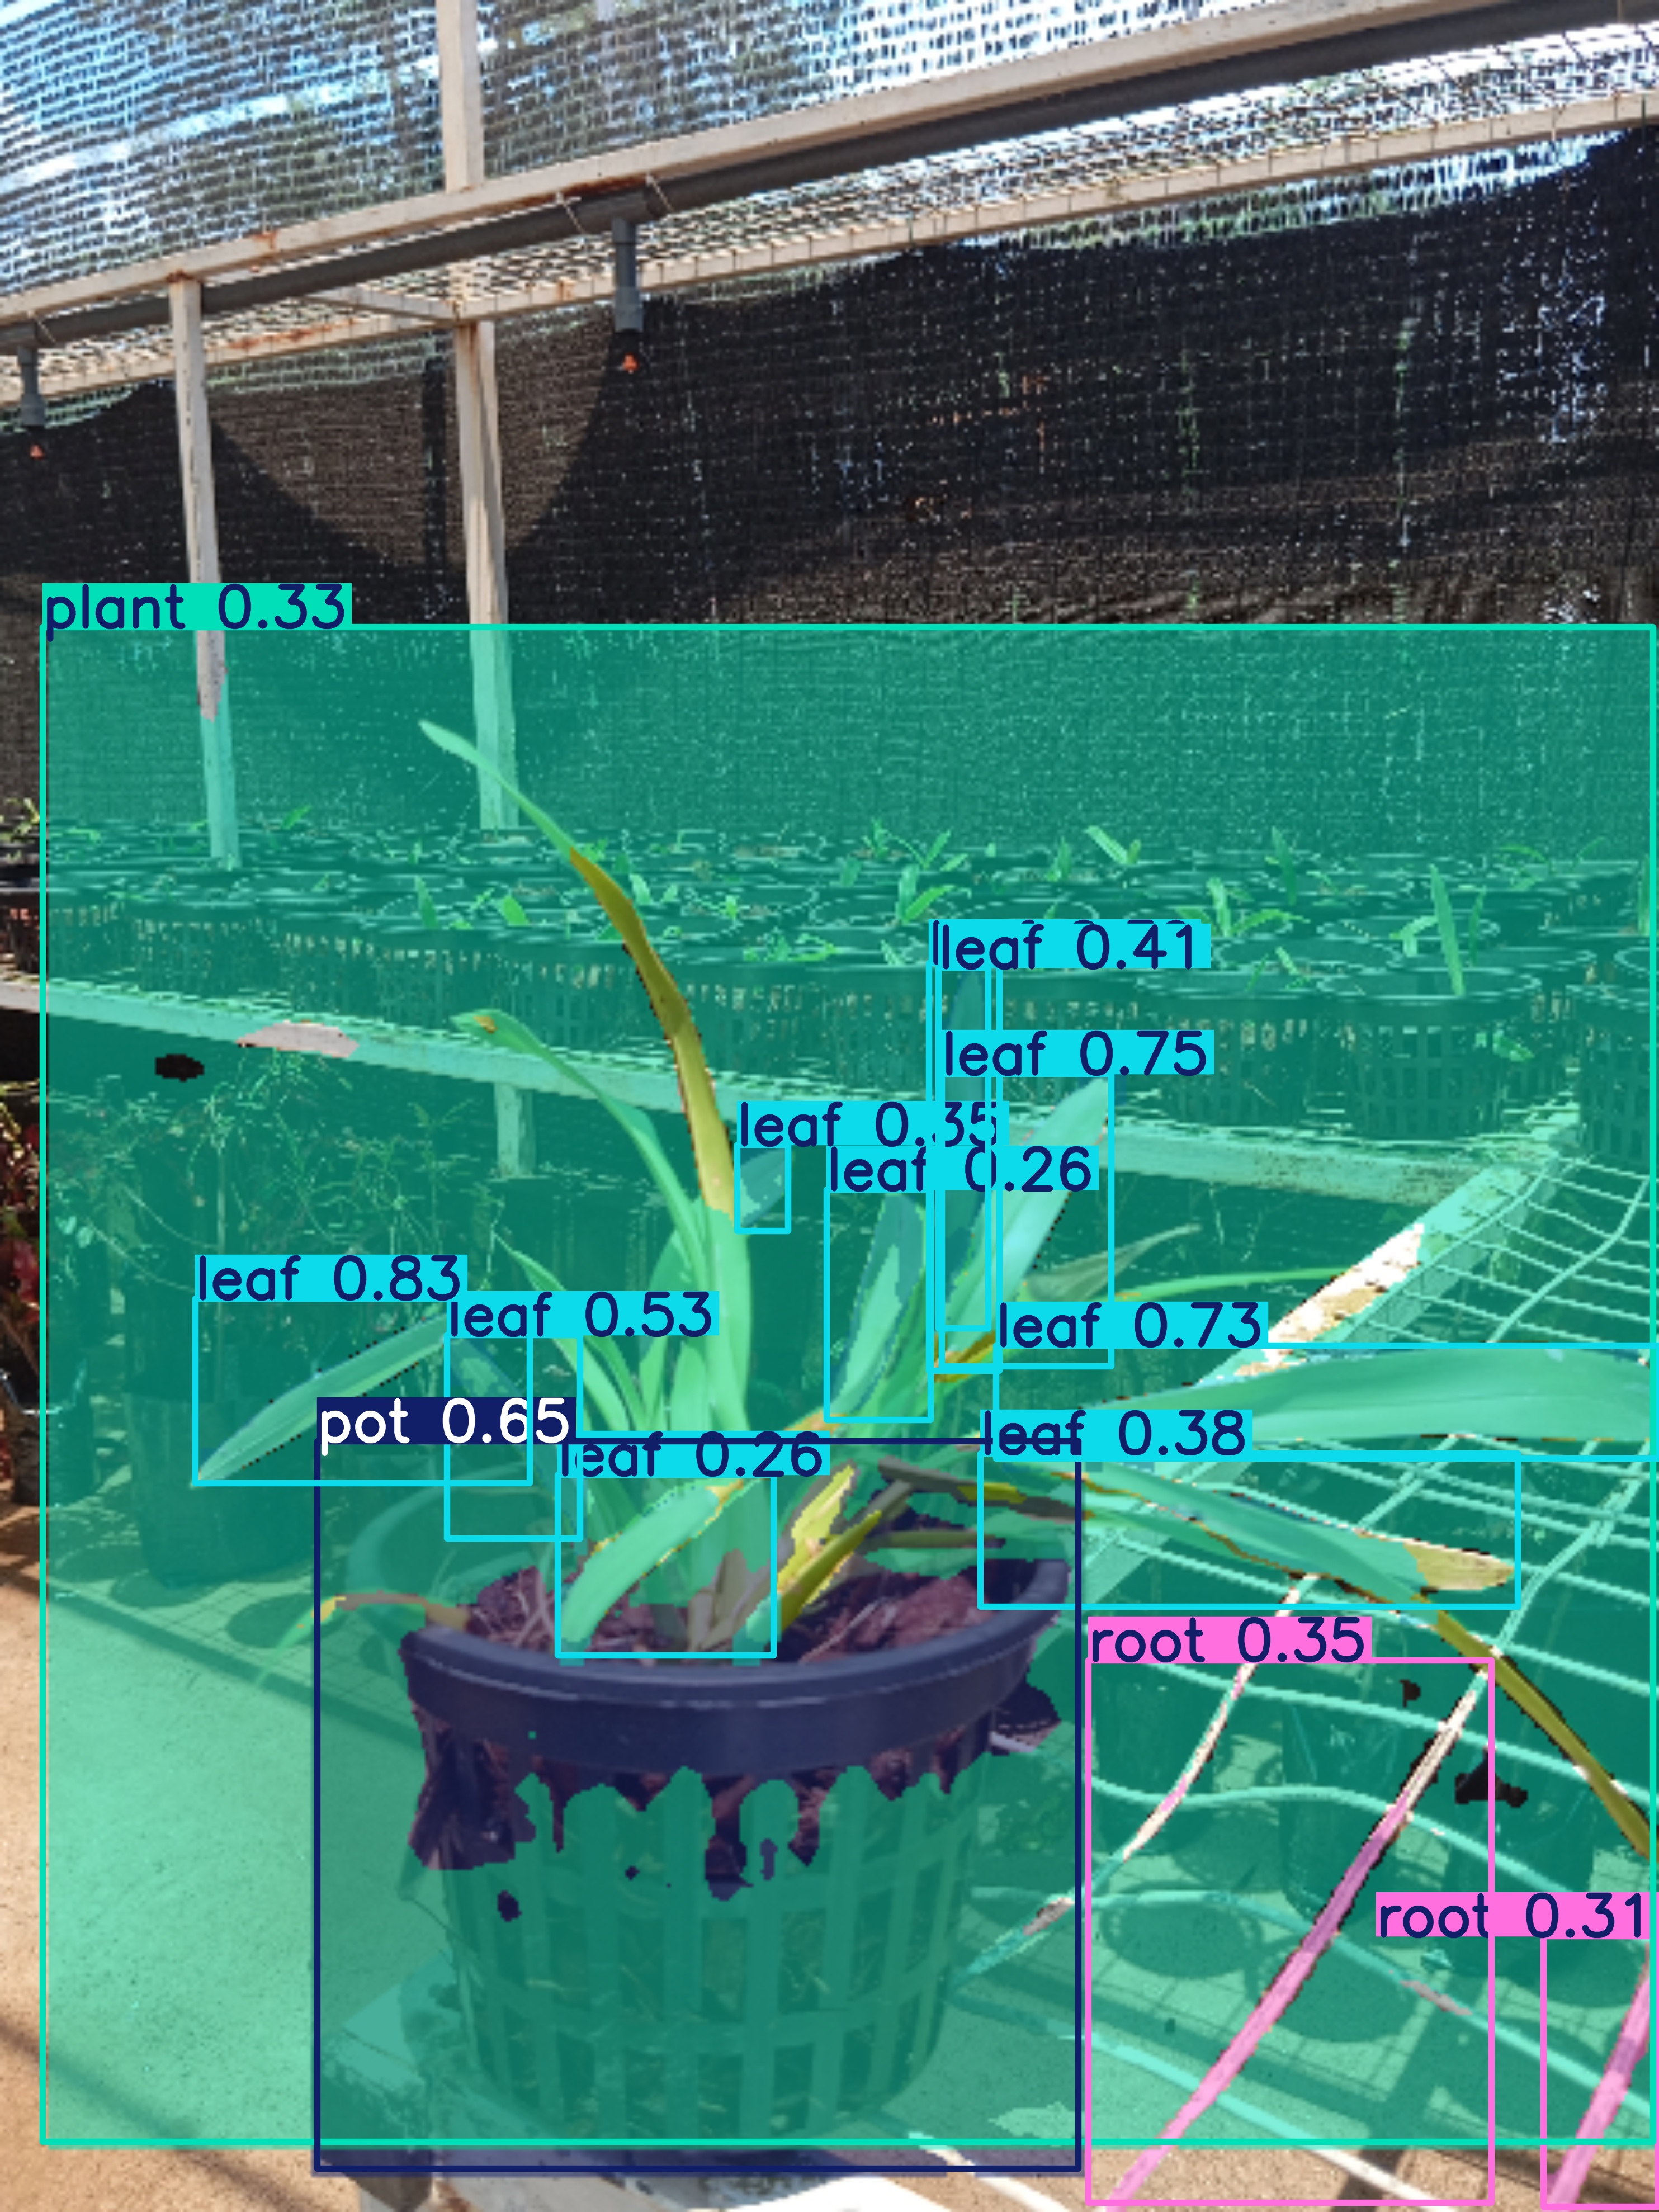 plant 0.33
leaf 0.41
leaf 0.75
leaf 0.35
leaf 0.26
leaf 0.83
leaf 0.53
leaf 0.73
pot 0.65
leaf 0.38
leaf 0.26
root 0.35
root 0.31